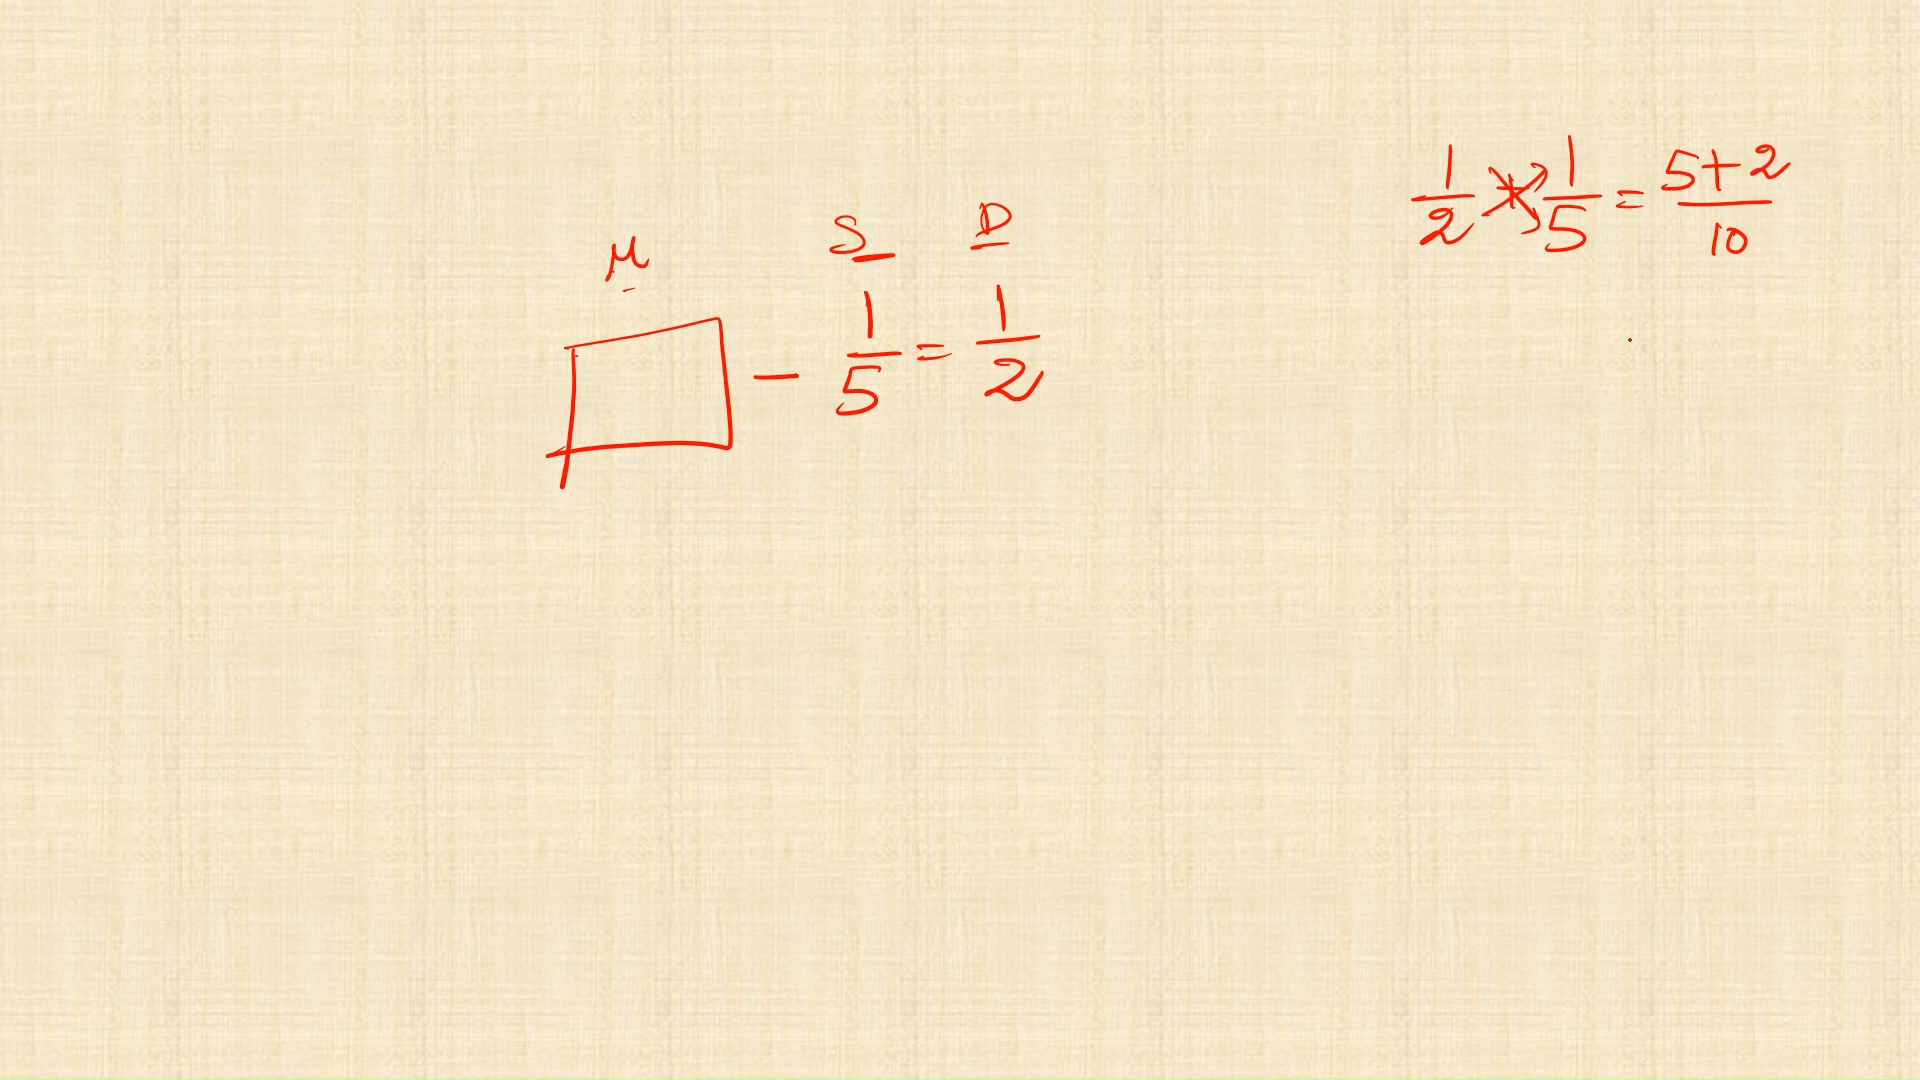 M S D
□ - 1/5 = 1/2
1/2 + 1/5 = 5+2/10